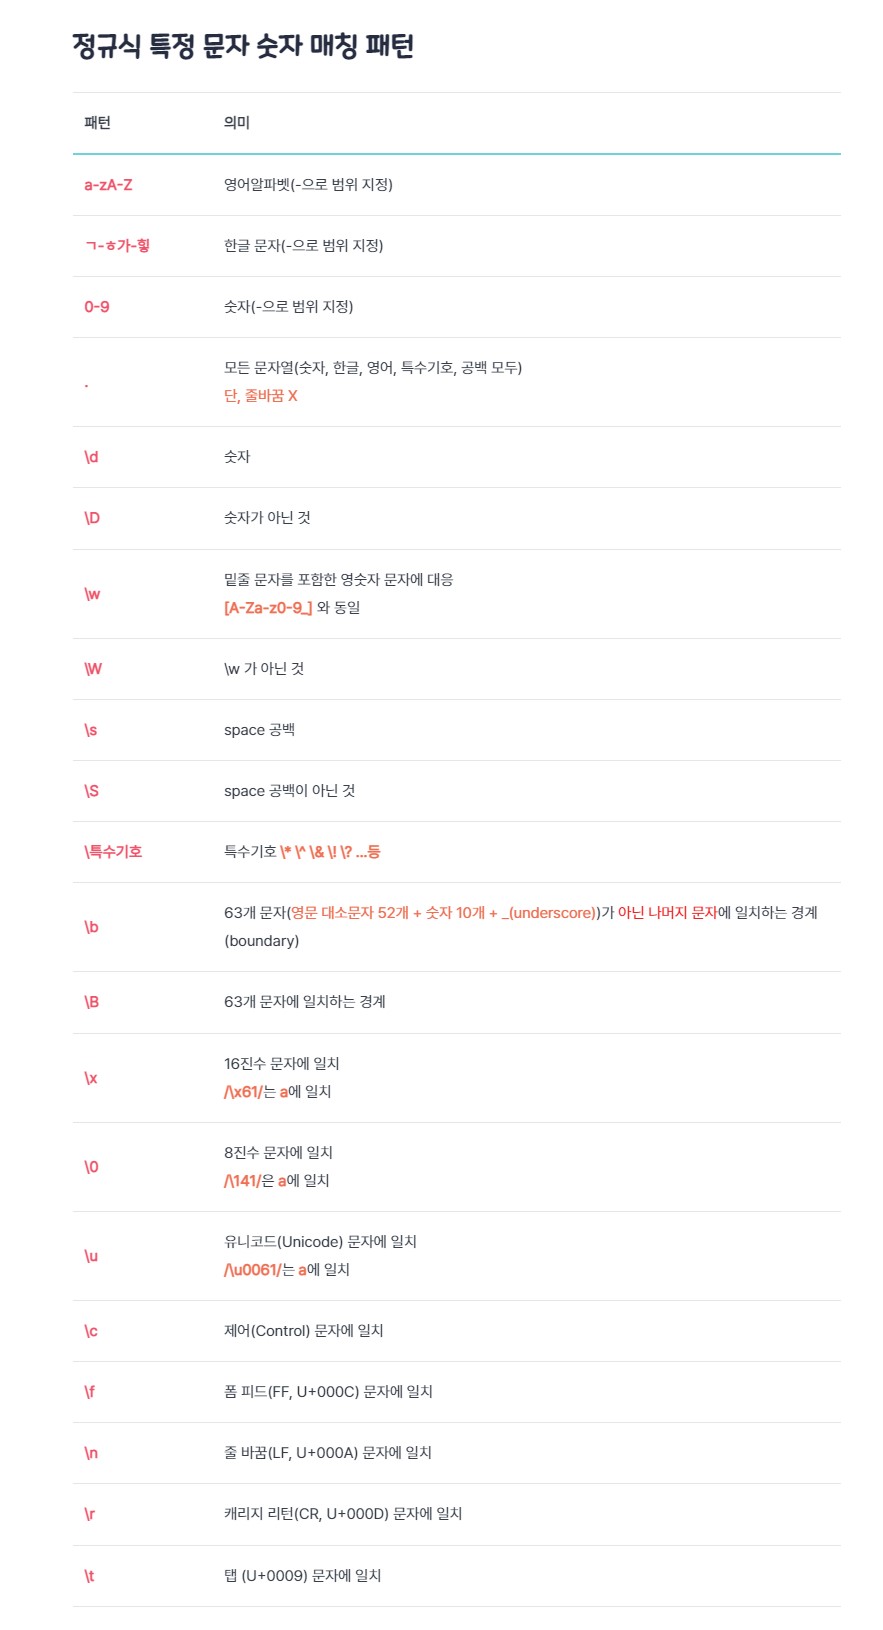 정규식 특정 문자 숫자 매칭 패턴
패턴 의미
a-zA-Z 영어알파벳(-으로 범위 지정)
ㄱ-ㅎ가-힣 한글 문자(-으로 범위 지정)
0-9 숫자(-으로 범위 지정)
. 모든 문자열(숫자, 한글, 영어, 특수기호, 공백 모두)
단, 줄바꿈 X
\d 숫자
\D 숫자가 아닌 것
\w 밑줄 문자를 포함한 영숫자 문자에 대응
[A-Za-z0-9_] 와 동일
\W \w 가 아닌 것
\s space 공백
\S space 공백이 아닌 것
\특수기호 특수기호 \* \^ \& \! \? ...등
\b 63개 문자(영문 대소문자 52개 + 숫자 10개 + _(underscore))가 아닌 나머지 문자에 일치하는 경계
(boundary)
\B 63개 문자에 일치하는 경계
\x 16진수 문자에 일치
/\x61/는 a에 일치
\0 8진수 문자에 일치
/\141/은 a에 일치
\u 유니코드(Unicode) 문자에 일치
/\u0061/는 a에 일치
\c 제어(Control) 문자에 일치
\f 폼 피드(FF, U+000C) 문자에 일치
\n 줄 바꿈(LF, U+000A) 문자에 일치
\r 캐리지 리턴(CR, U+000D) 문자에 일치
\t 탭 (U+0009) 문자에 일치